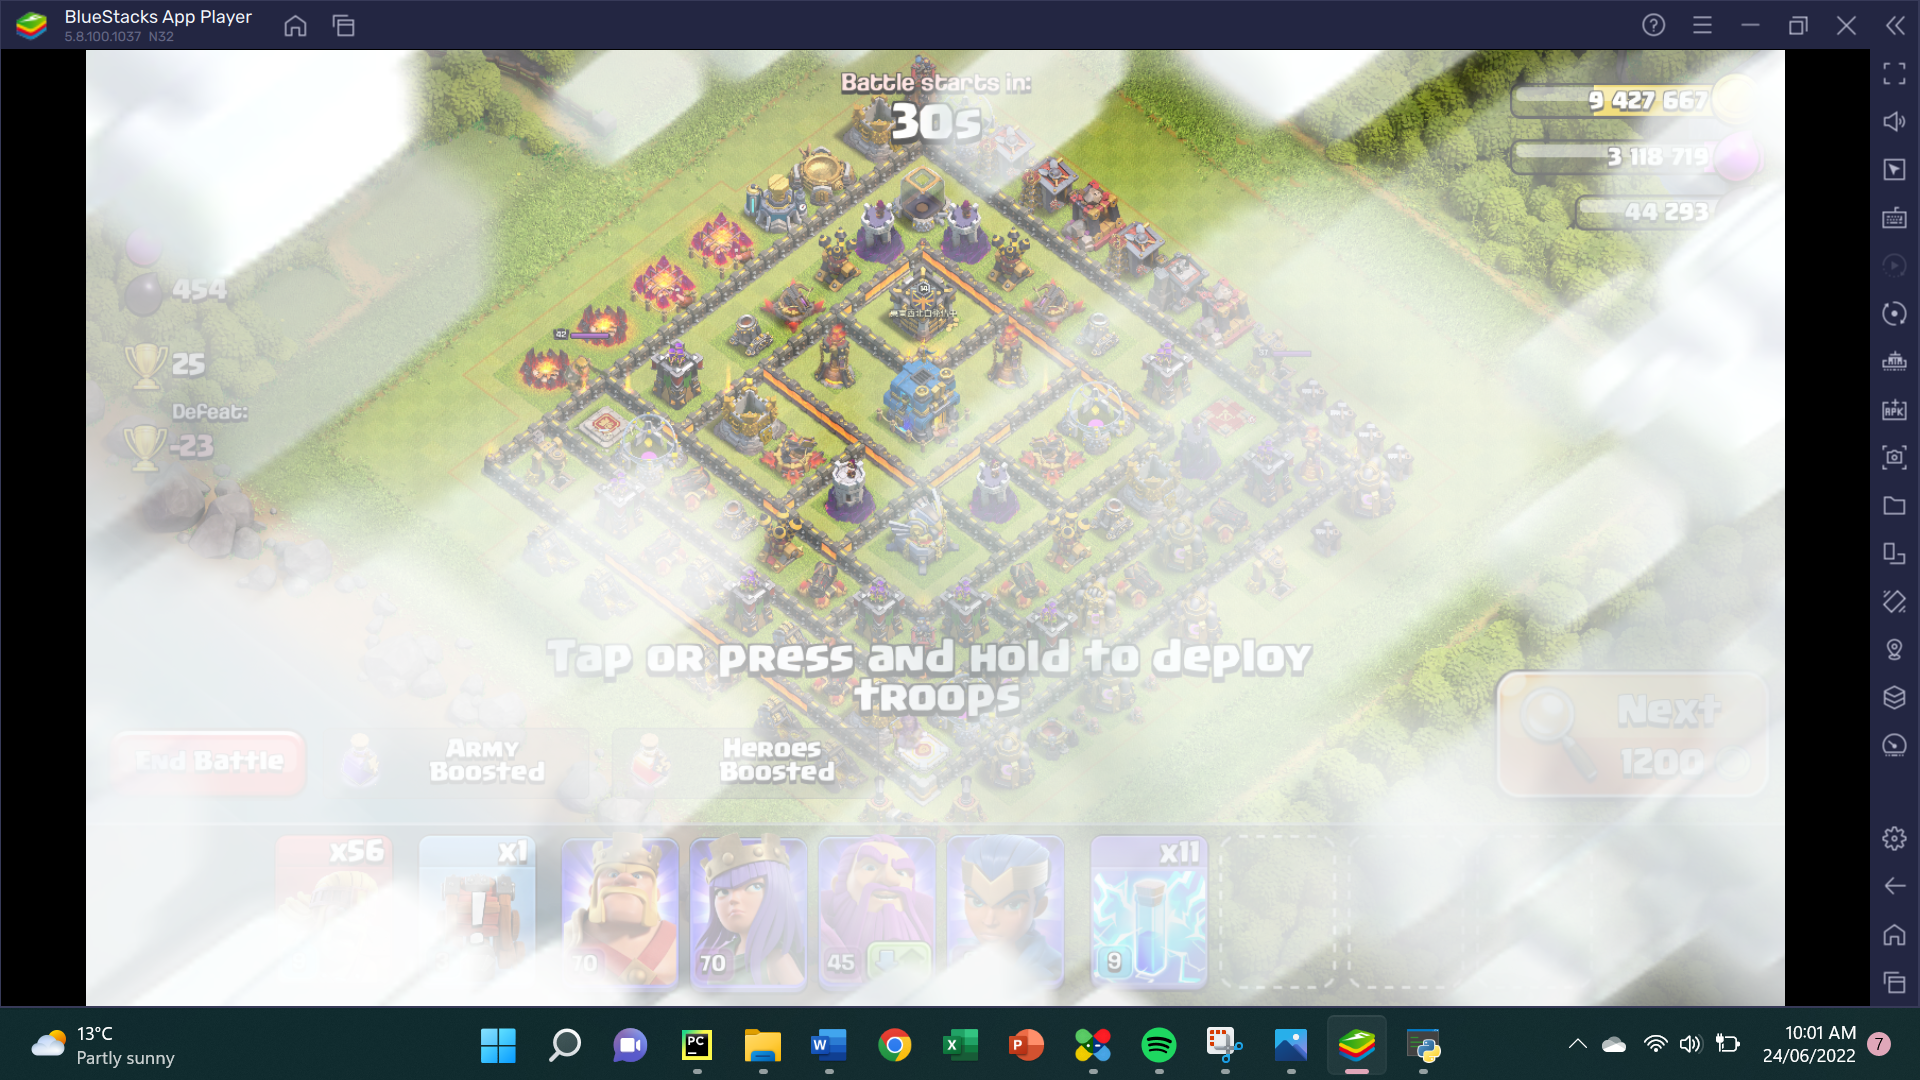 BlueStacks App Player
5.8.100.1037 N32
Battle starts in:
30s
9 427 667
3 118 719
44 293
454
25
Defeat:
-23
Tap or press and hold to deploy
troops
End Battle
Army
Boosted
Heroes
Boosted
Next
1200
x56
x1
70
70
45
x11
9
13°C
Partly sunny
10:01 AM
24/06/2022
7